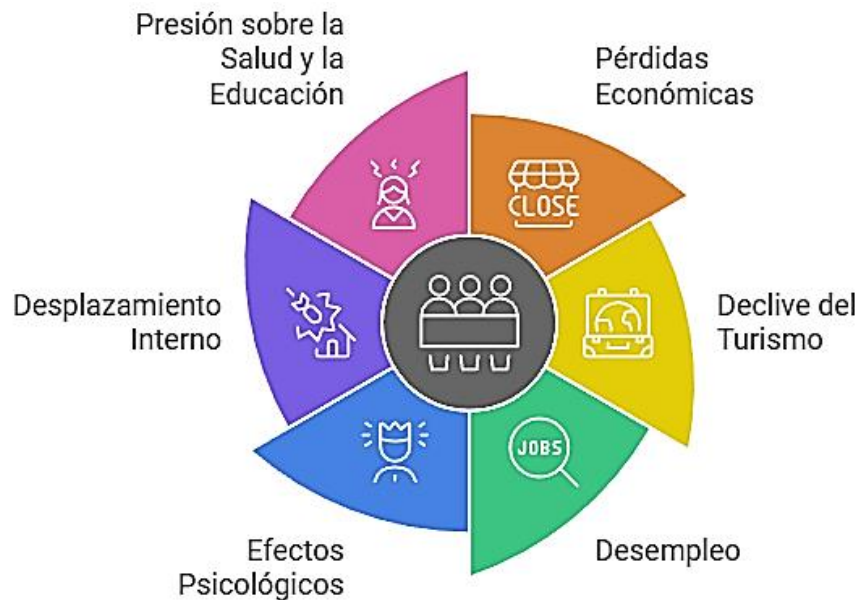 Presión sobre la
Salud y la
Educación
Pérdidas
Económicas
CLOSE
Desplazamiento
Interno
Declive del
Turismo
JOBS
Efectos
Psicológicos
Desempleo